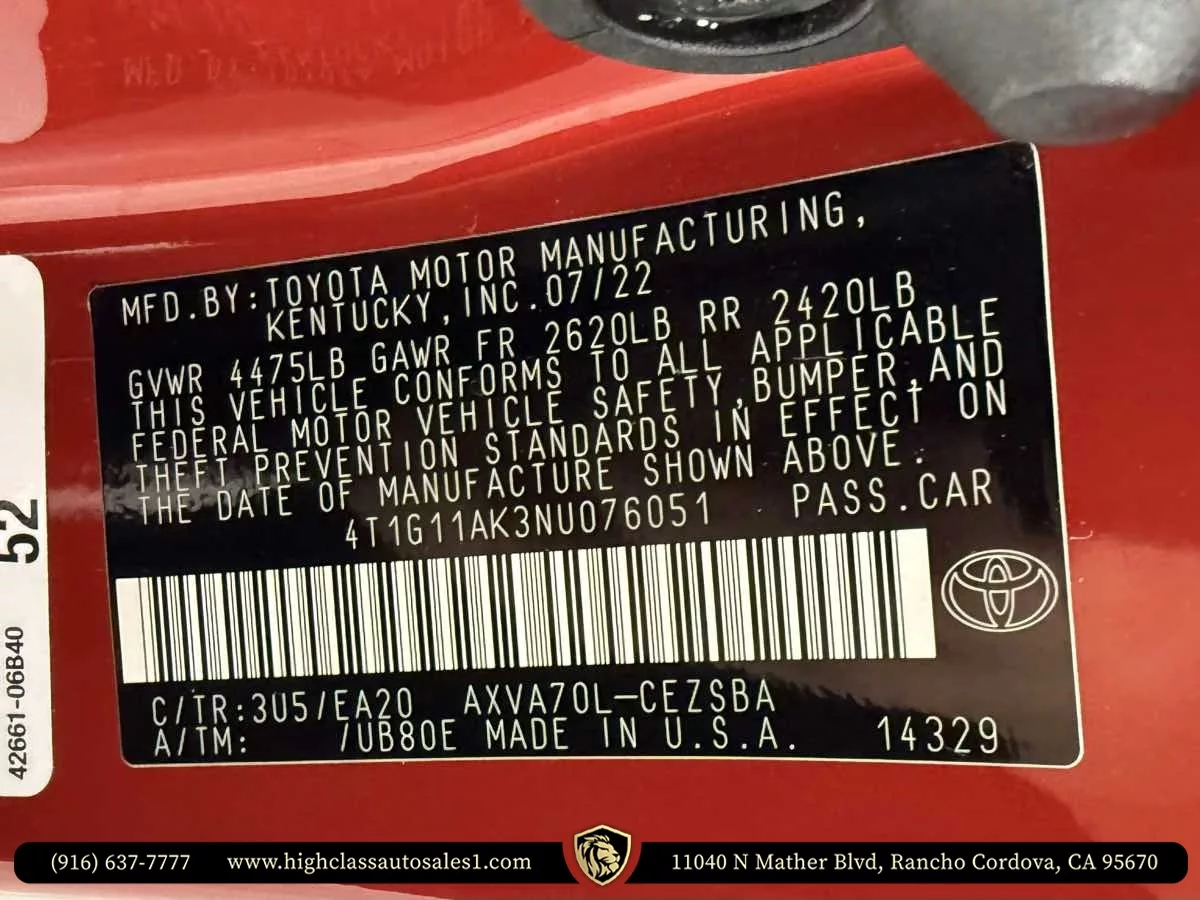 MFD.BY:TOYOTA MOTOR MANUFACTURING,
KENTUCKY,INC.07/22
GVWR 4475LB GAWR FR 2620LB RR 2420LB
THIS VEHICLE CONFORMS TO ALL APPLICABLE
FEDERAL MOTOR VEHICLE SAFETY,BUMPER,AND
THEFT PREVENTION STANDARDS IN EFFECT ON
THE DATE OF MANUFACTURE SHOWN ABOVE.
4T1G11AK3NU076051 PASS.CAR
C/TR:3U5/EA20 AXVA70L-CEZSBA
A/TM: /UB80E MADE IN U.S.A. 14329
52
42661-06B40
(916) 637-7777 www.highclassautosales1.com 11040 N Mather Blvd, Rancho Cordova, CA 95670